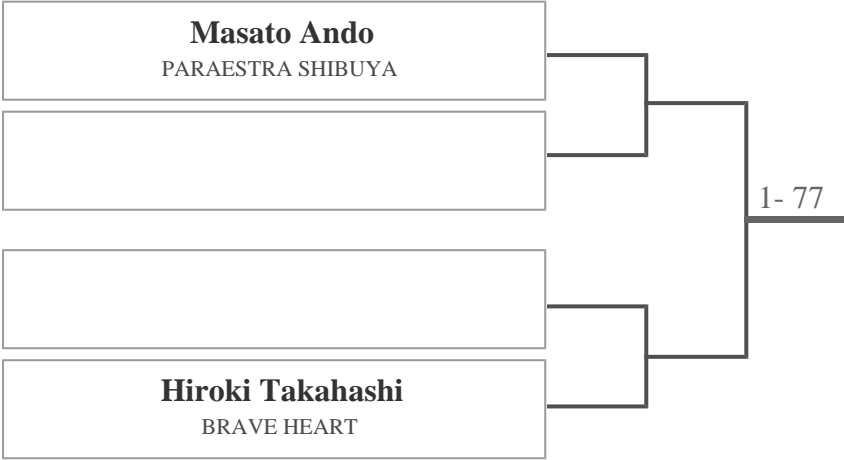 Masato Ando
PARAESTRA SHIBUYA
1- 77
Hiroki Takahashi
BRAVE HEART